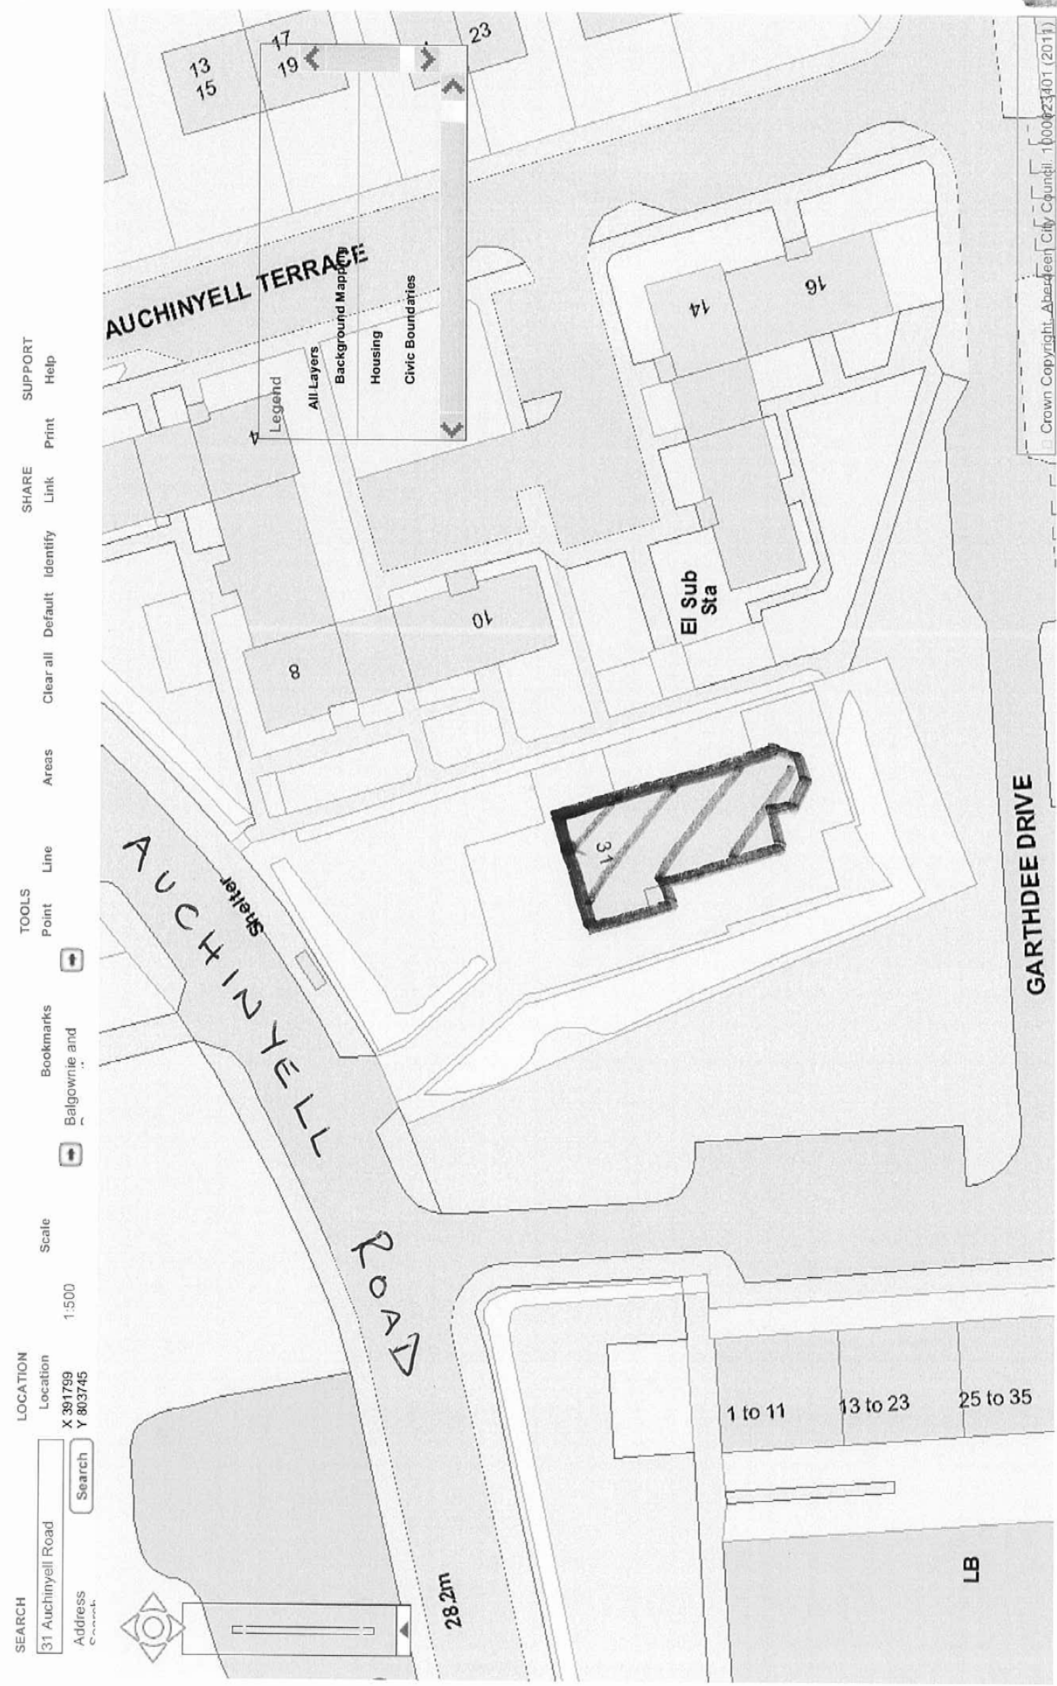 SEARCH
31 Auchinyell Road
Address
Search
LOCATION
Location
X 391799
Y 803745
1:500
Scale
Bookmarks
Balgownie and
TOOLS
Point
Line
Areas
Clear all
Default
Identify
SHARE
Link
Print
SUPPORT
Help
13
15
17
19
23
AUCHINYELL TERRACE
Legend
All Layers
Background Mapping
Housing
Civic Boundaries
4
8
10
14
16
El Sub
Sta
Shelter
AUCHINYELL
ROAD
31
GARTHDEE DRIVE
1 to 11
13 to 23
25 to 35
28.2m
LB
Crown Copyright. Aberdeen City Council 1000023401 (2011)